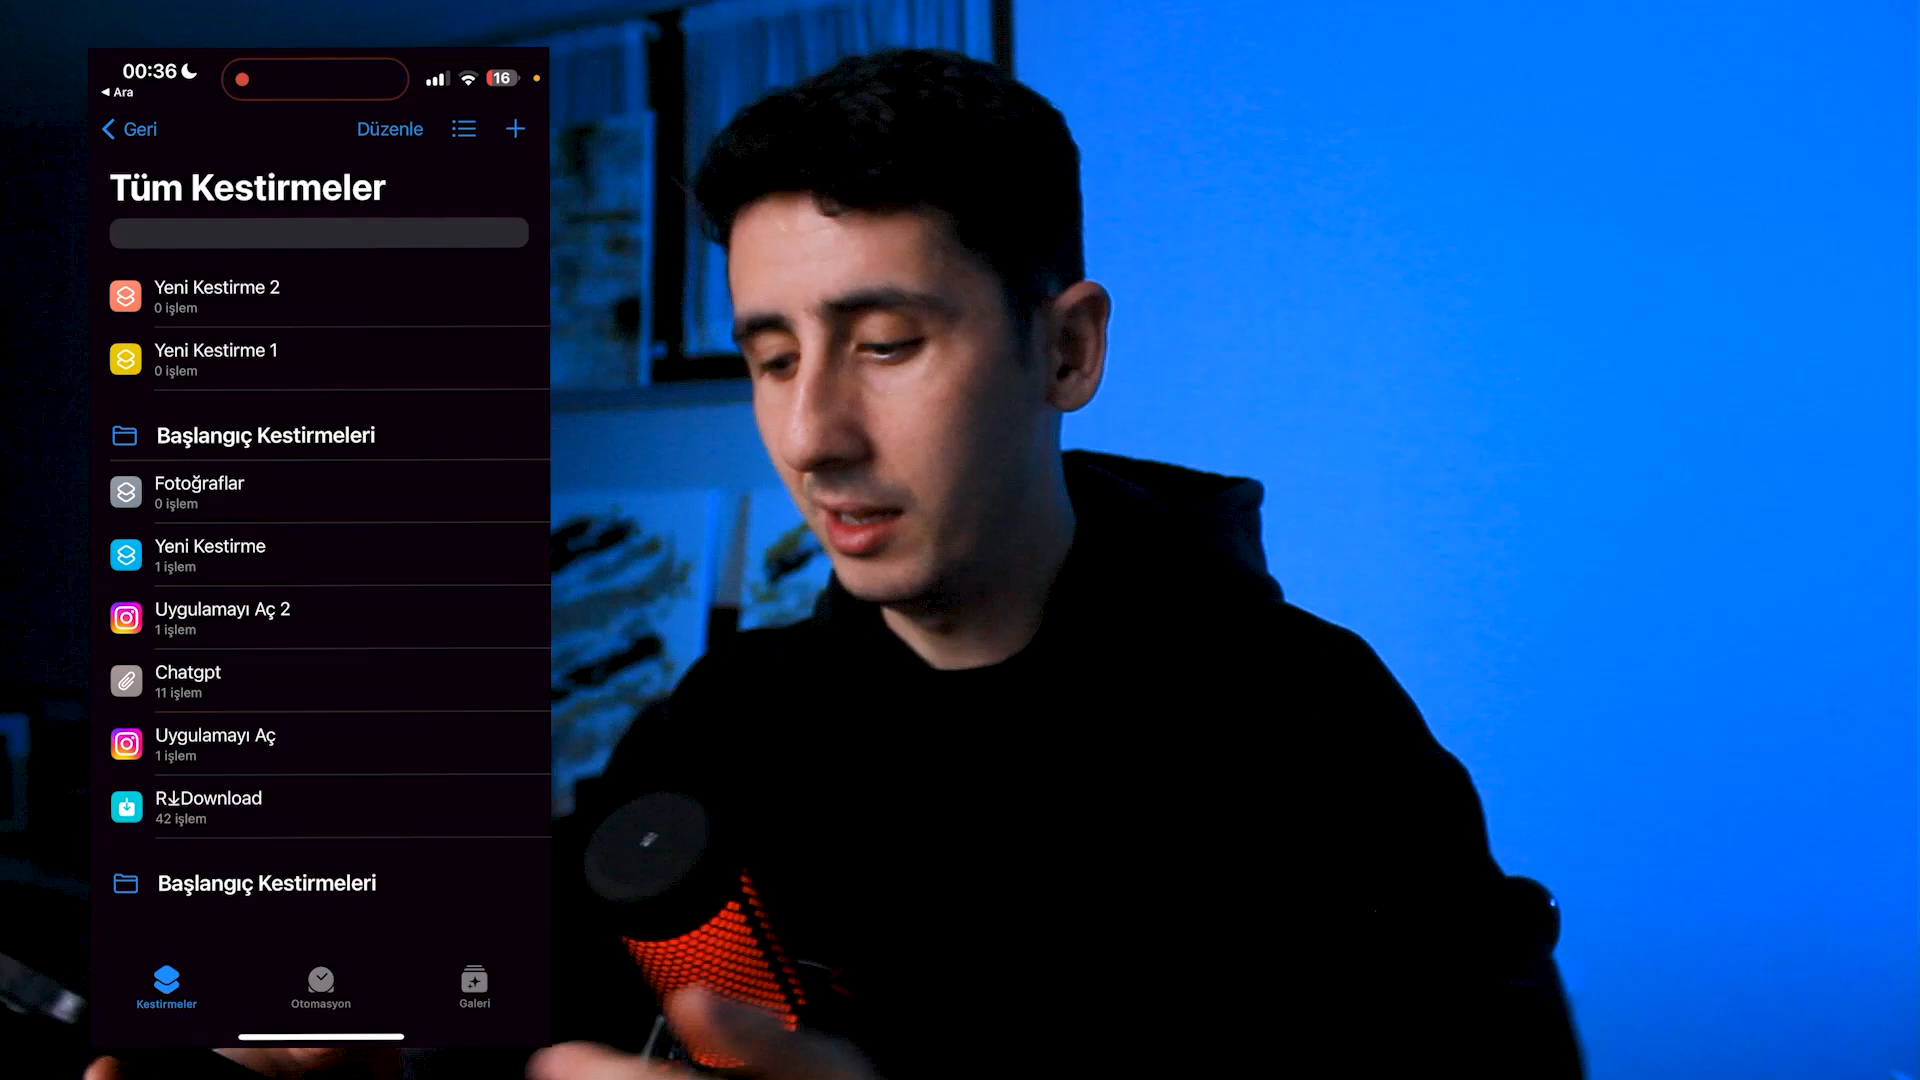 00:36
16
◀ Ara
Geri
Düzenle
Tüm Kestirmeler
Yeni Kestirme 2
0 işlem
Yeni Kestirme 1
0 işlem
Başlangıç Kestirmeleri
Fotoğraflar
0 işlem
Yeni Kestirme
1 işlem
Uygulamayı Aç 2
1 işlem
Chatgpt
11 işlem
Uygulamayı Aç
1 işlem
R↓Download
42 işlem
Başlangıç Kestirmeleri
Kestirmeler
Otomasyon
Galeri